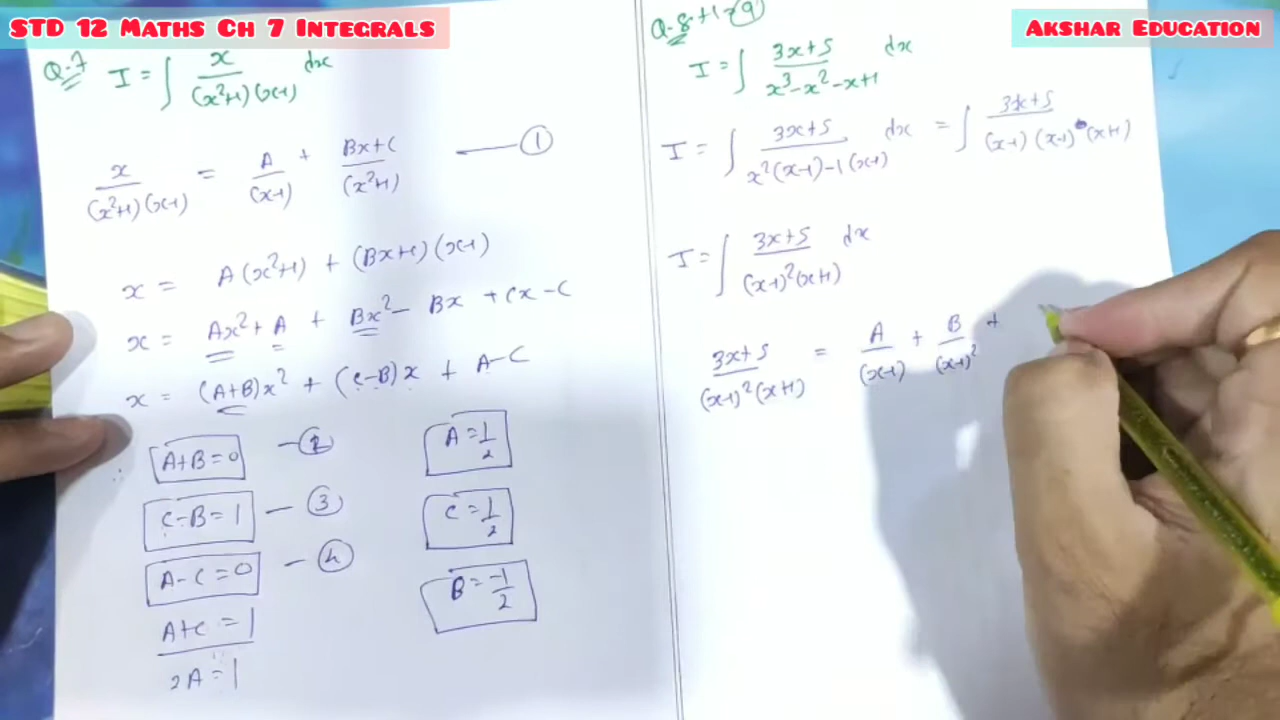 STD 12 Maths Ch 7 Integrals
Akshar Education
Q-7 I = ∫ x / (x²+1)(x-1) dx
x / (x²+1)(x-1) = A / (x-1) + Bx+C / (x²+1) — (1)
x = A(x²+1) + (Bx+c)(x-1)
x = Ax²+A + Bx² - Bx + cx - C
x = (A+B)x² + (c-B)x + A-C
A+B=0 — (2)
C-B=1 — (3)
A-C=0 — (4)
A+C=1
2A=1
A=1/2
C=1/2
B=-1/2
Q-8+1 (9)
I = ∫ 3x+5 / x³-x²-x+1 dx
I = ∫ 3x+5 / x²(x-1)-1(x-1) dx = ∫ 3x+5 / (x-1)(x-1)(x+1)
I = ∫ 3x+5 / (x-1)²(x+1) dx
3x+5 / (x-1)²(x+1) = A / (x-1) + B / (x-1)² +